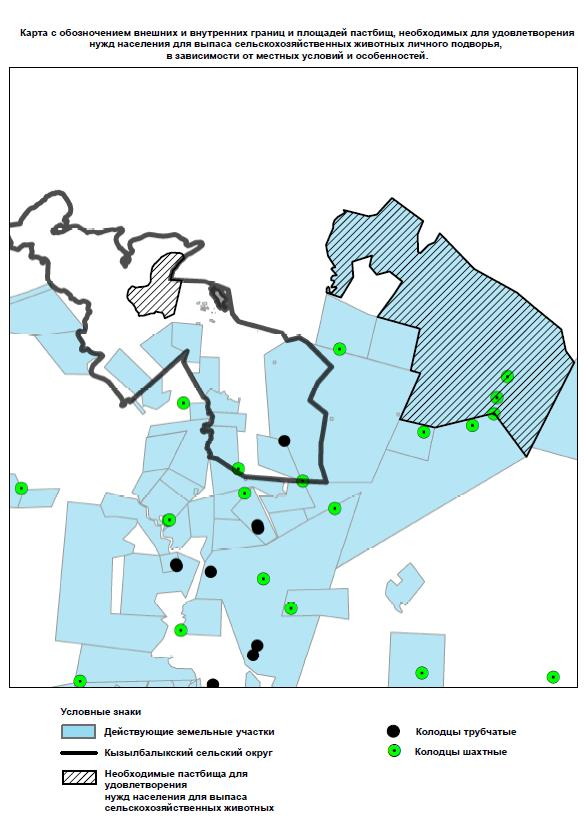 Карта с обозначением внешних и внутренних границ и площадей пастбищ, необходимых для удовлетворения
нужд населения для выпаса сельскохозяйственных животных личного подворья,
в зависимости от местных условий и особенностей.
Условные знаки
Действующие земельные участки
Кызылбалыкский сельский округ
Необходимые пастбища для
удовлетворения
нужд населения для выпаса
сельскохозяйственных животных
Колодцы трубчатые
Колодцы шахтные